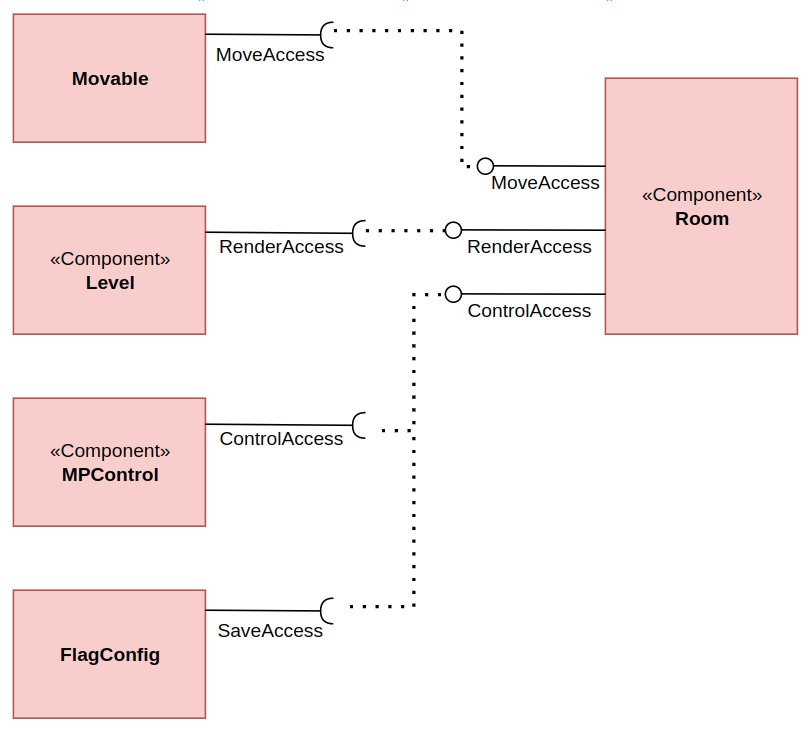 Movable
MoveAccess
«Component»
Room
MoveAccess
«Component»
Level
RenderAccess
RenderAccess
ControlAccess
«Component»
MPControl
ControlAccess
FlagConfig
SaveAccess